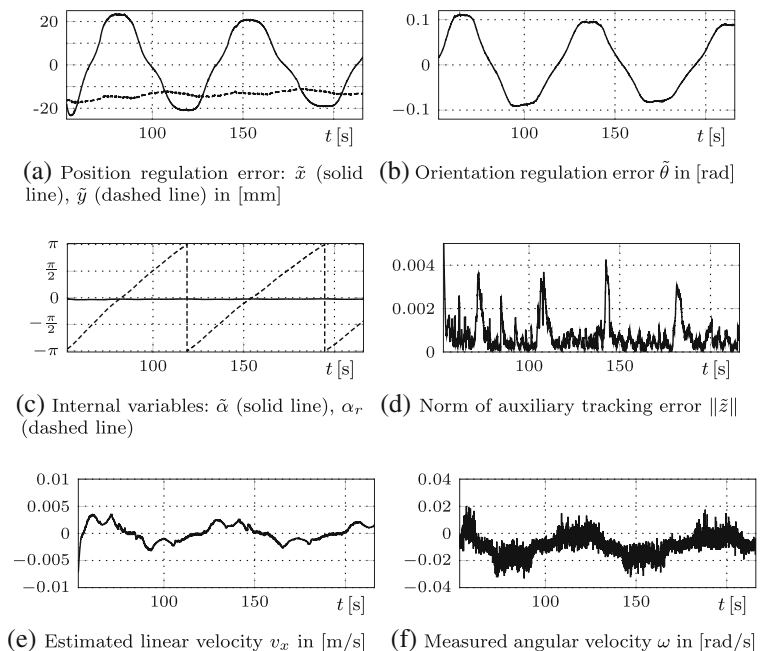 20
0
-20
100
150
t [s]
(a) Position regulation error: x̃ (solid
line), ỹ (dashed line) in [mm]
0.1
0
−0.1
100
150
t [s]
(b) Orientation regulation error θ̃ in [rad]
π
π/2
0
−π/2
−π
100
150
t [s]
(c) Internal variables: α̃ (solid line), αr
(dashed line)
0.004
0.002
0
100
150
t [s]
(d) Norm of auxiliary tracking error ‖z̃‖
0.01
0.005
0
−0.005
−0.01
100
150
t [s]
(e) Estimated linear velocity vx in [m/s]
0.04
0.02
0
−0.02
−0.04
100
150
t [s]
(f) Measured angular velocity ω in [rad/s]